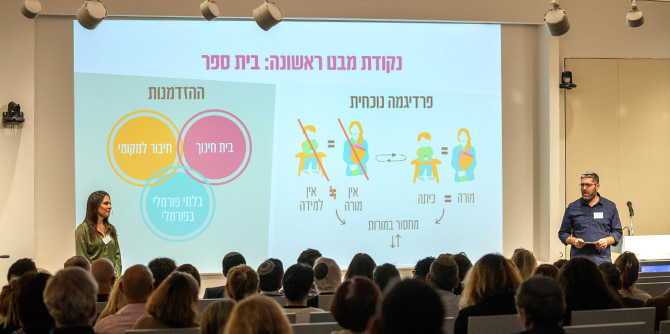 נקודת מבט ראשונה: בית ספר
פרדיגמה נוכחית
=
=
מורה
=
כיתה
אין
מורה
≠
אין
למידה
מחסור במורות
ההזדמנות
בית חינוך
חיבור למקומי
בלתי פורמלי
בפורמלי